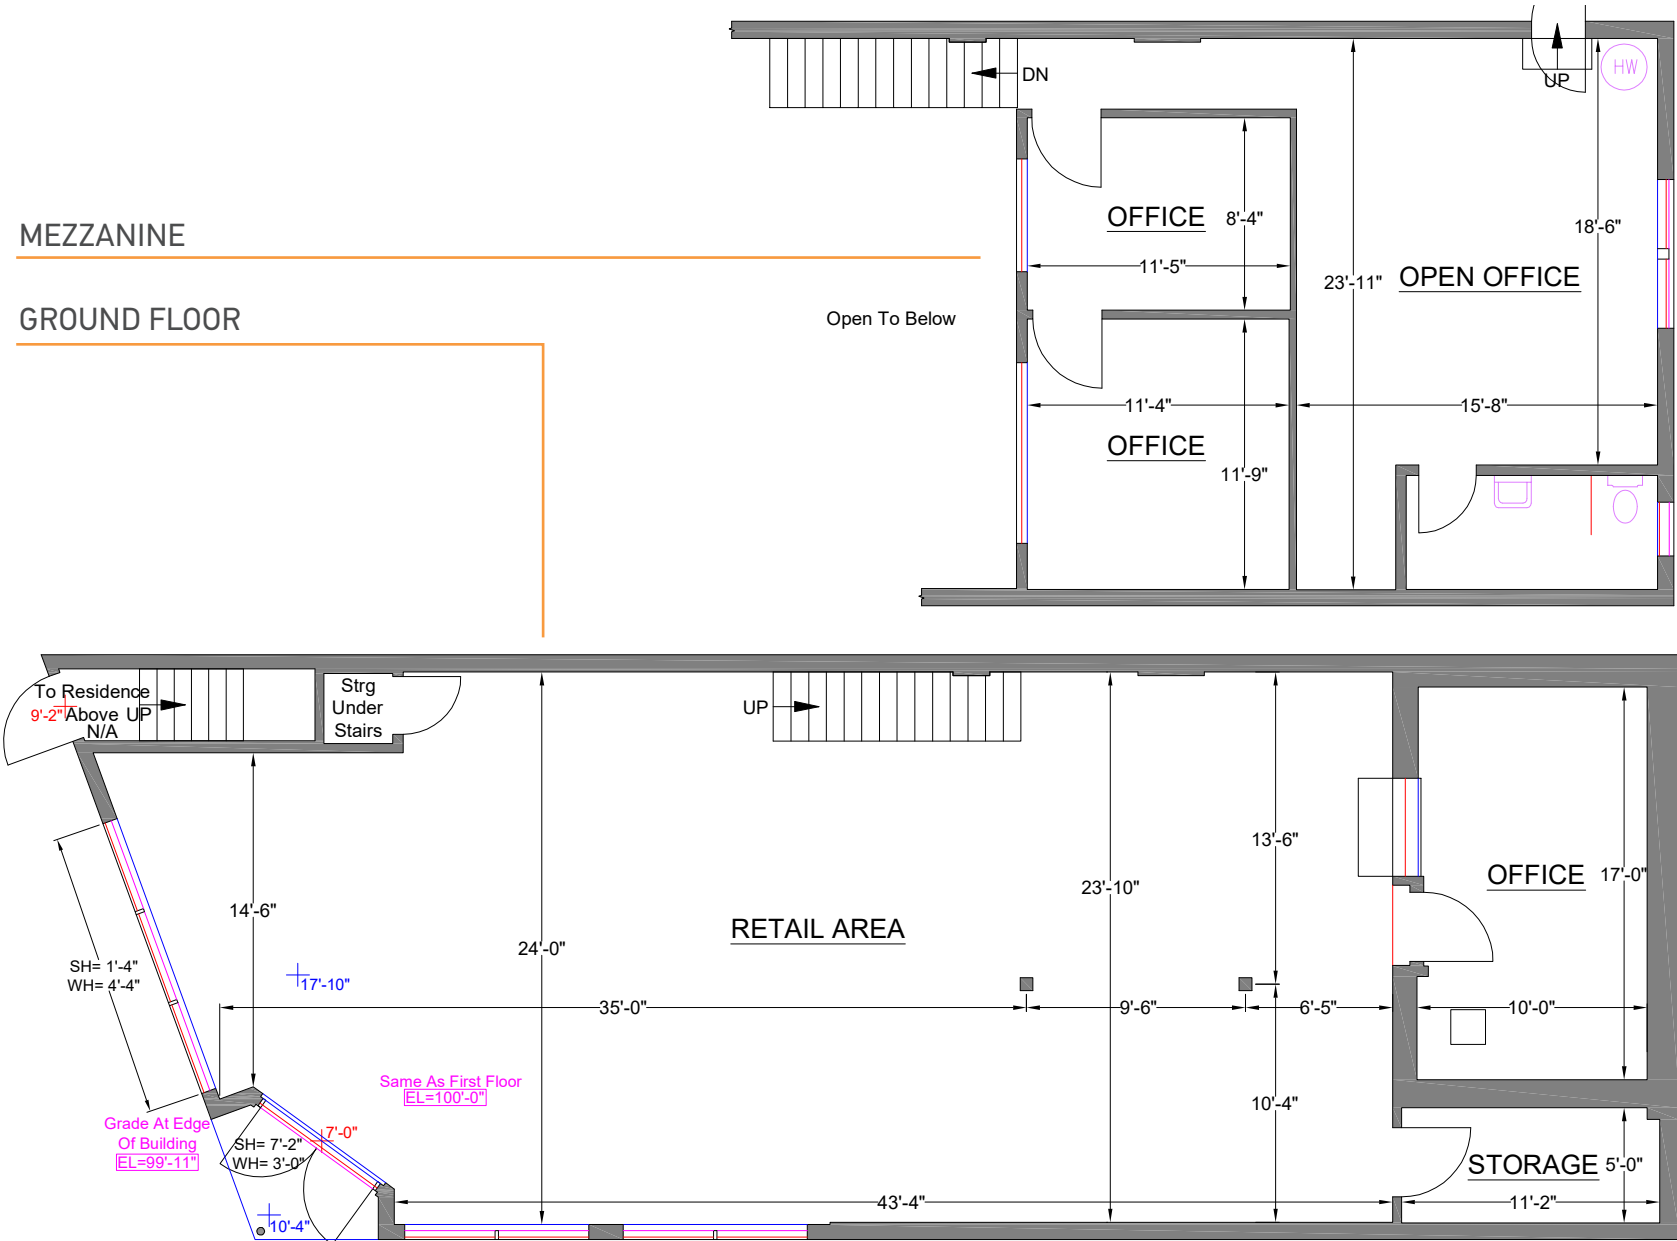 DN
UP
HW
OFFICE
8'-4"
11'-5"
18'-6"
MEZZANINE
23'-11"
OPEN OFFICE
GROUND FLOOR
Open To Below
11'-4"
15'-8"
OFFICE
11'-9"
To Residence
9'-2"
Above UP
N/A
Strg
Under
Stairs
UP
13'-6"
23'-10"
OFFICE
17'-0"
14'-6"
RETAIL AREA
24'-0"
SH= 1'-4"
WH= 4'-4"
17'-10"
35'-0"
9'-6"
6'-5"
10'-0"
Same As First Floor
EL=100'-0"
10'-4"
Grade At Edge
Of Building
EL=99'-11"
7'-0"
SH= 7'-2"
WH= 3'-0"
STORAGE
5'-0"
43'-4"
11'-2"
10'-4"